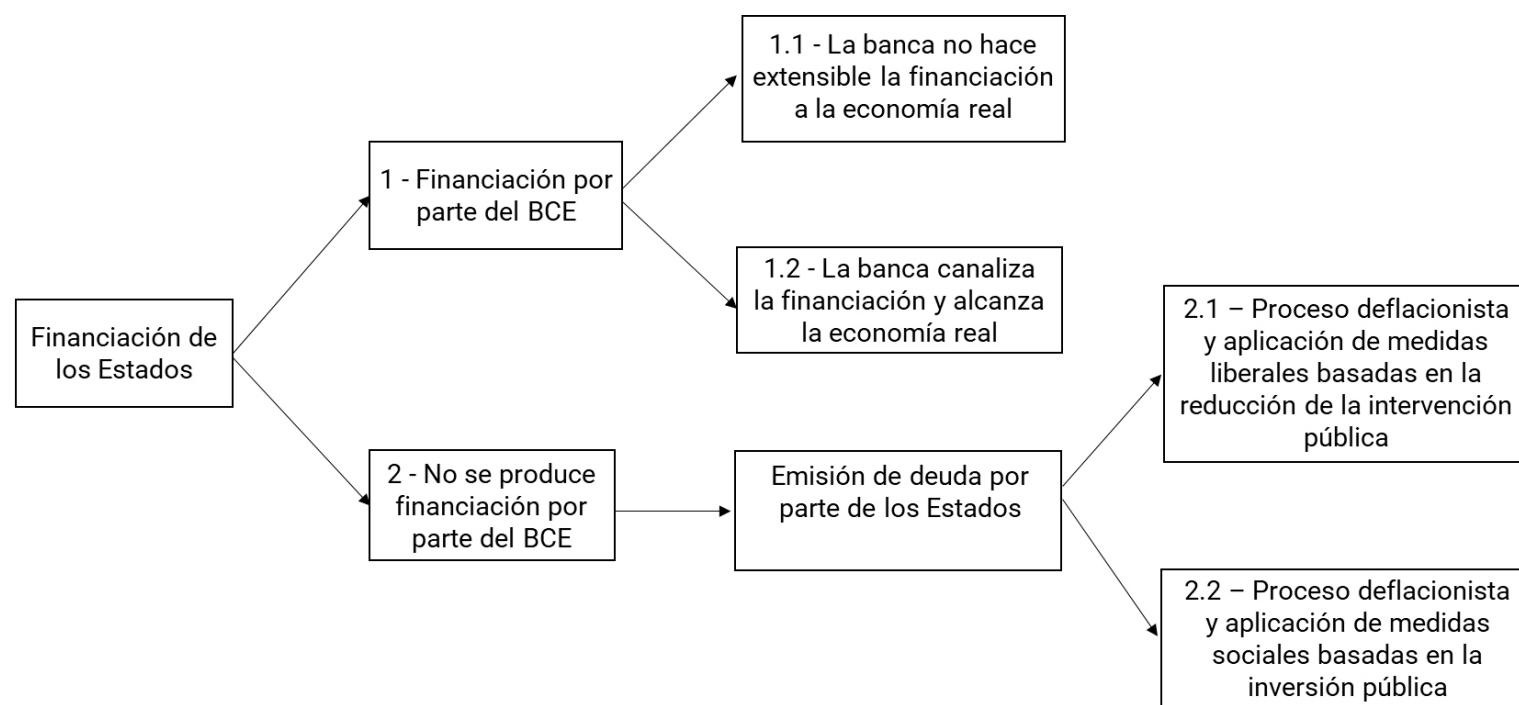 1.1 - La banca no hace
extensible la financiación
a la economía real
1 - Financiación por
parte del BCE
1.2 - La banca canaliza
la financiación y alcanza
la economía real
Financiación de
los Estados
2.1 – Proceso deflacionista
y aplicación de medidas
liberales basadas en la
reducción de la intervención
pública
2 - No se produce
financiación por
parte del BCE
Emisión de deuda por
parte de los Estados
2.2 – Proceso deflacionista
y aplicación de medidas
sociales basadas en la
inversión pública